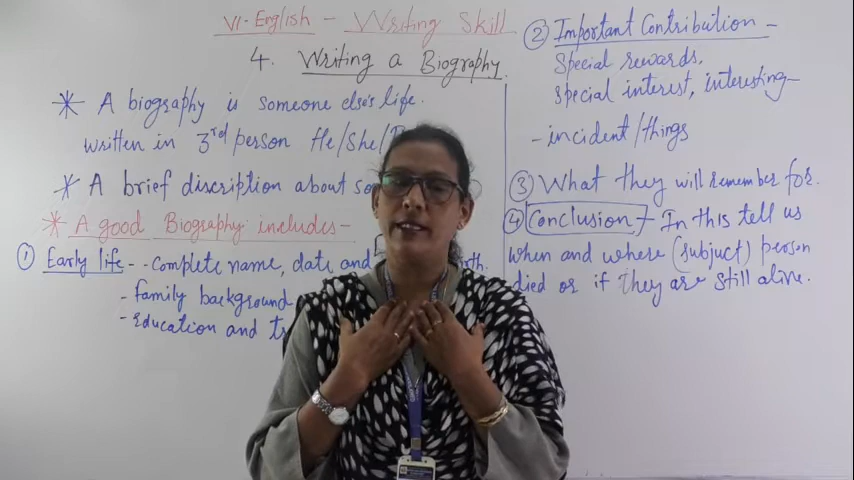 VI-English - Writing Skill
4. Writing a Biography
* A biography is someone else's life.
written in 3rd person He/She/
* A brief discription about
* A good Biography includes-
① Early life - - complete name, date and
- family background
- Education and
② Important Contribution -
Special rewards,
Special interest, interesting-
- incident/things
③ What they will remember for.
④ Conclusion - In this tell us
when and where (subject) person
died or if they are still alive.